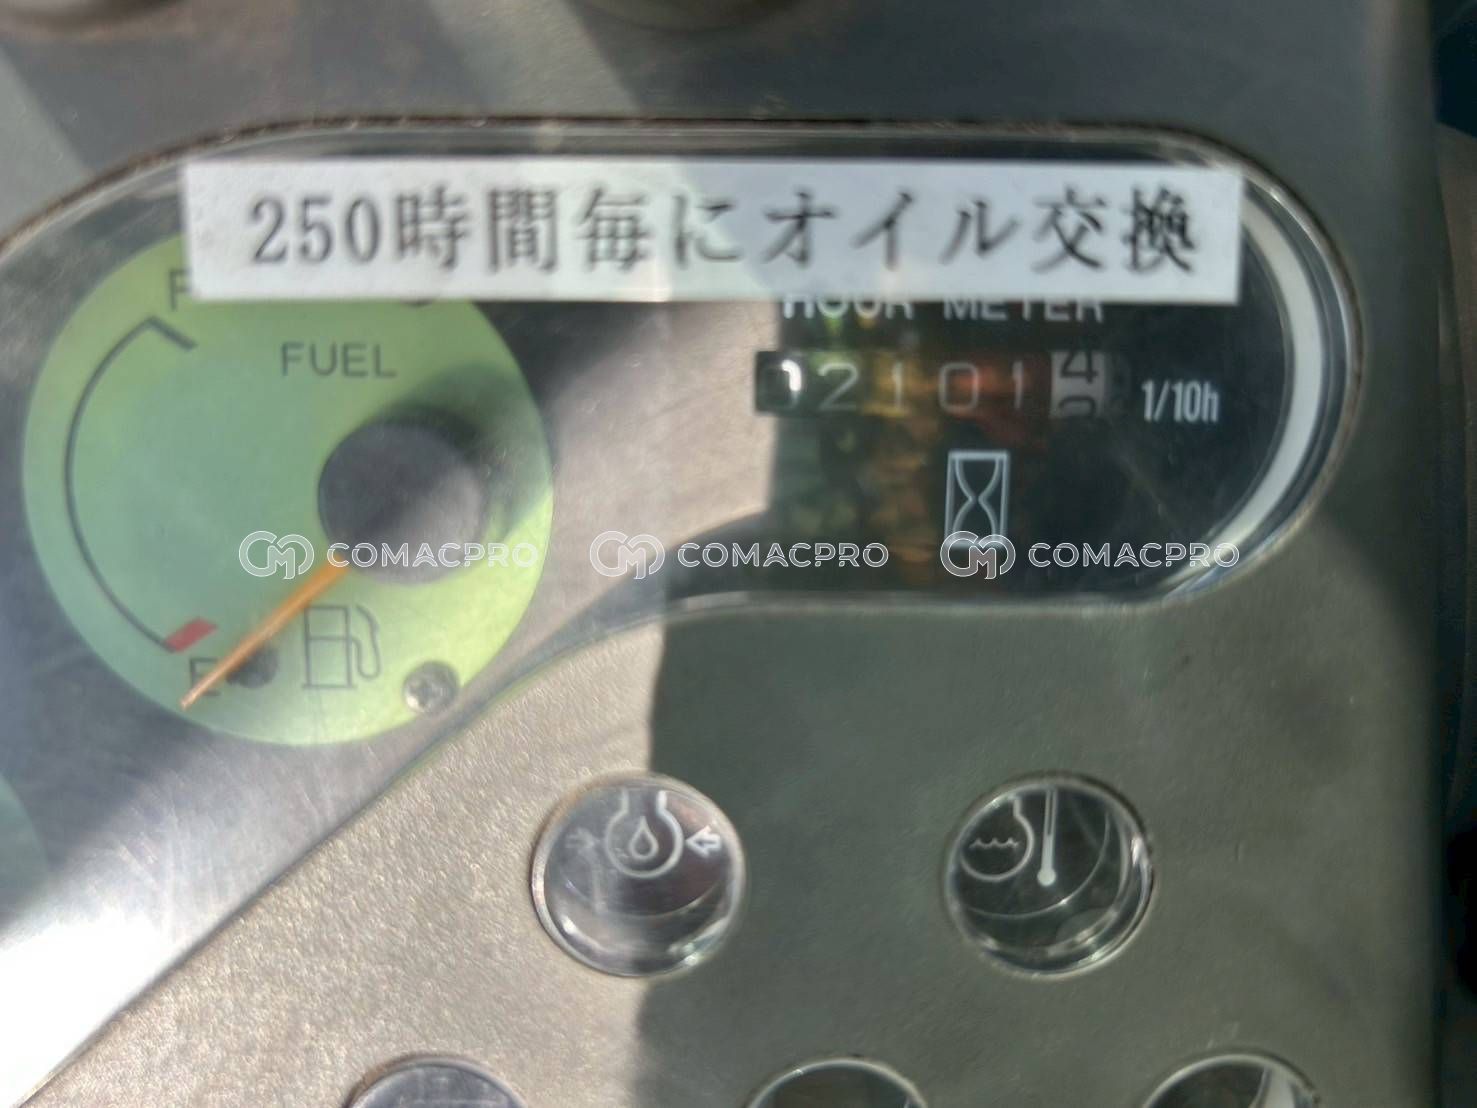 250時間毎にオイル交換
F
HOUR METER
FUEL
021014
1/10h
COMACPRO COMACPRO COMACPRO
E